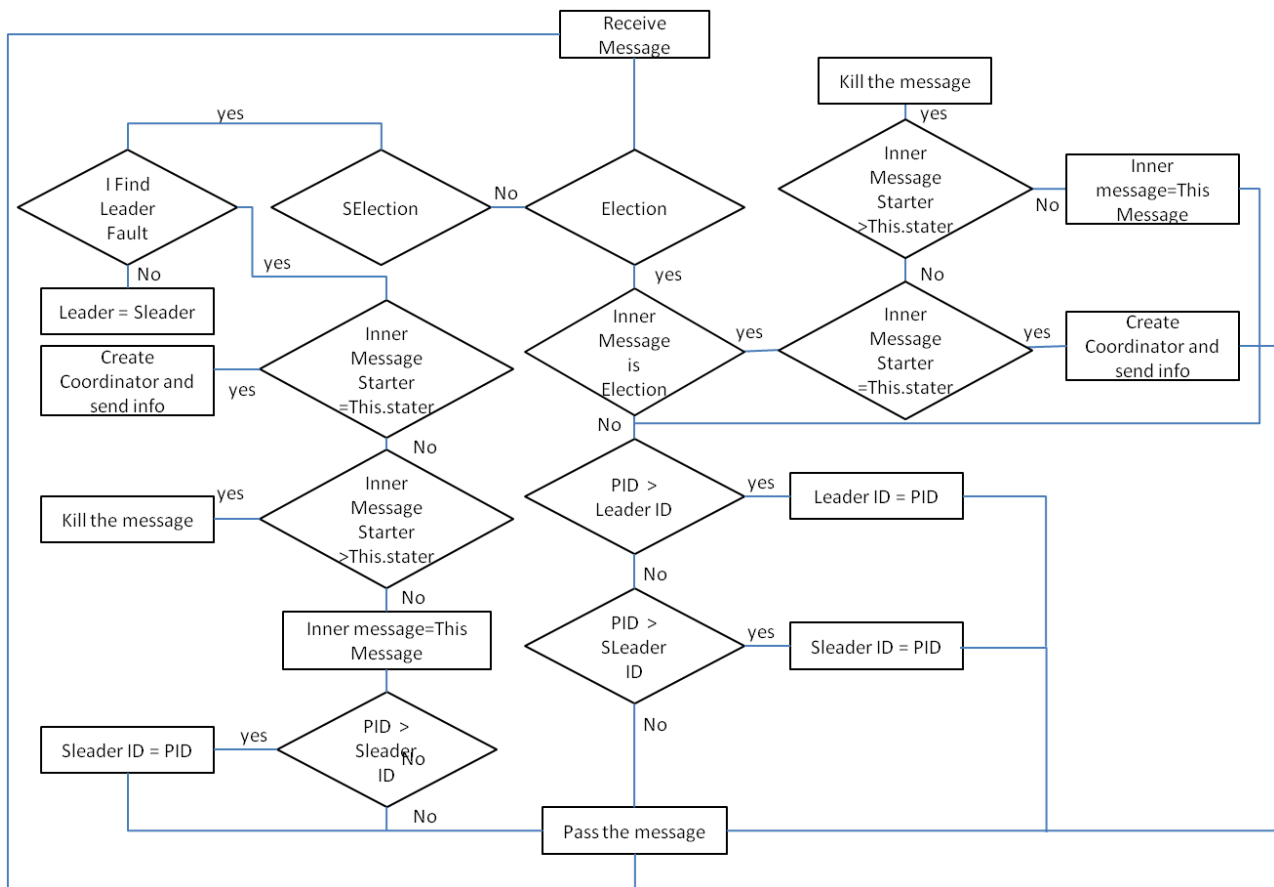 Receive
Message
Kill the message
yes
yes
Inner
Message
Starter
>This.stater
No
Inner
message=This
Message
I Find
Leader
Fault
SElection
No
Election
No
yes
yes
No
Leader = Sleader
Inner
Message
is
Election
yes
Inner
Message
Starter
=This.stater
yes
Create
Coordinator and
send info
Create
Coordinator and
send info
yes
Inner
Message
Starter
=This.stater
No
No
Kill the message
yes
Inner
Message
Starter
>This.stater
No
PID >
Leader ID
yes
Leader ID = PID
No
Inner message=This
Message
PID >
SLeader
ID
yes
Sleader ID = PID
No
Sleader ID = PID
yes
PID >
Sleader
ID
No
No
Pass the message